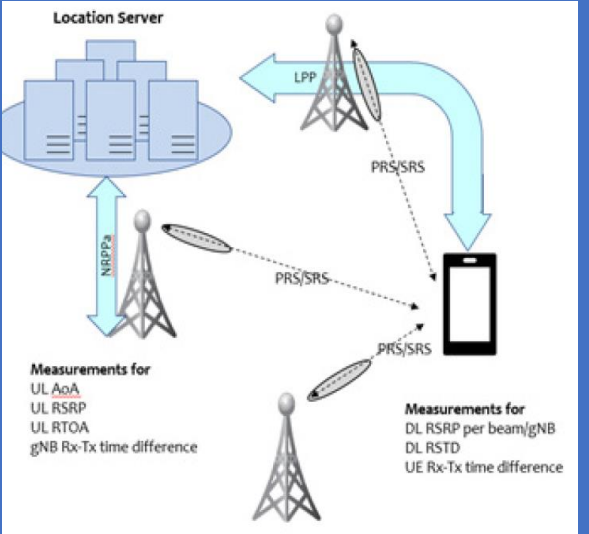 Location Server
LPP
PRS/SRS
NRPPa
PRS/SRS
PRS/SRS
Measurements for
UL AoA
UL RSRP
UL RTOA
gNB Rx-Tx time difference
Measurements for
DL RSRP per beam/gNB
DL RSTD
UE Rx-Tx time difference